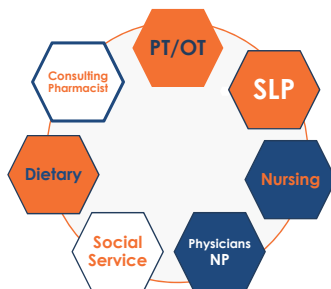 PT/OT
SLP
Nursing
Physicians
NP
Social
Service
Dietary
Consulting
Pharmacist